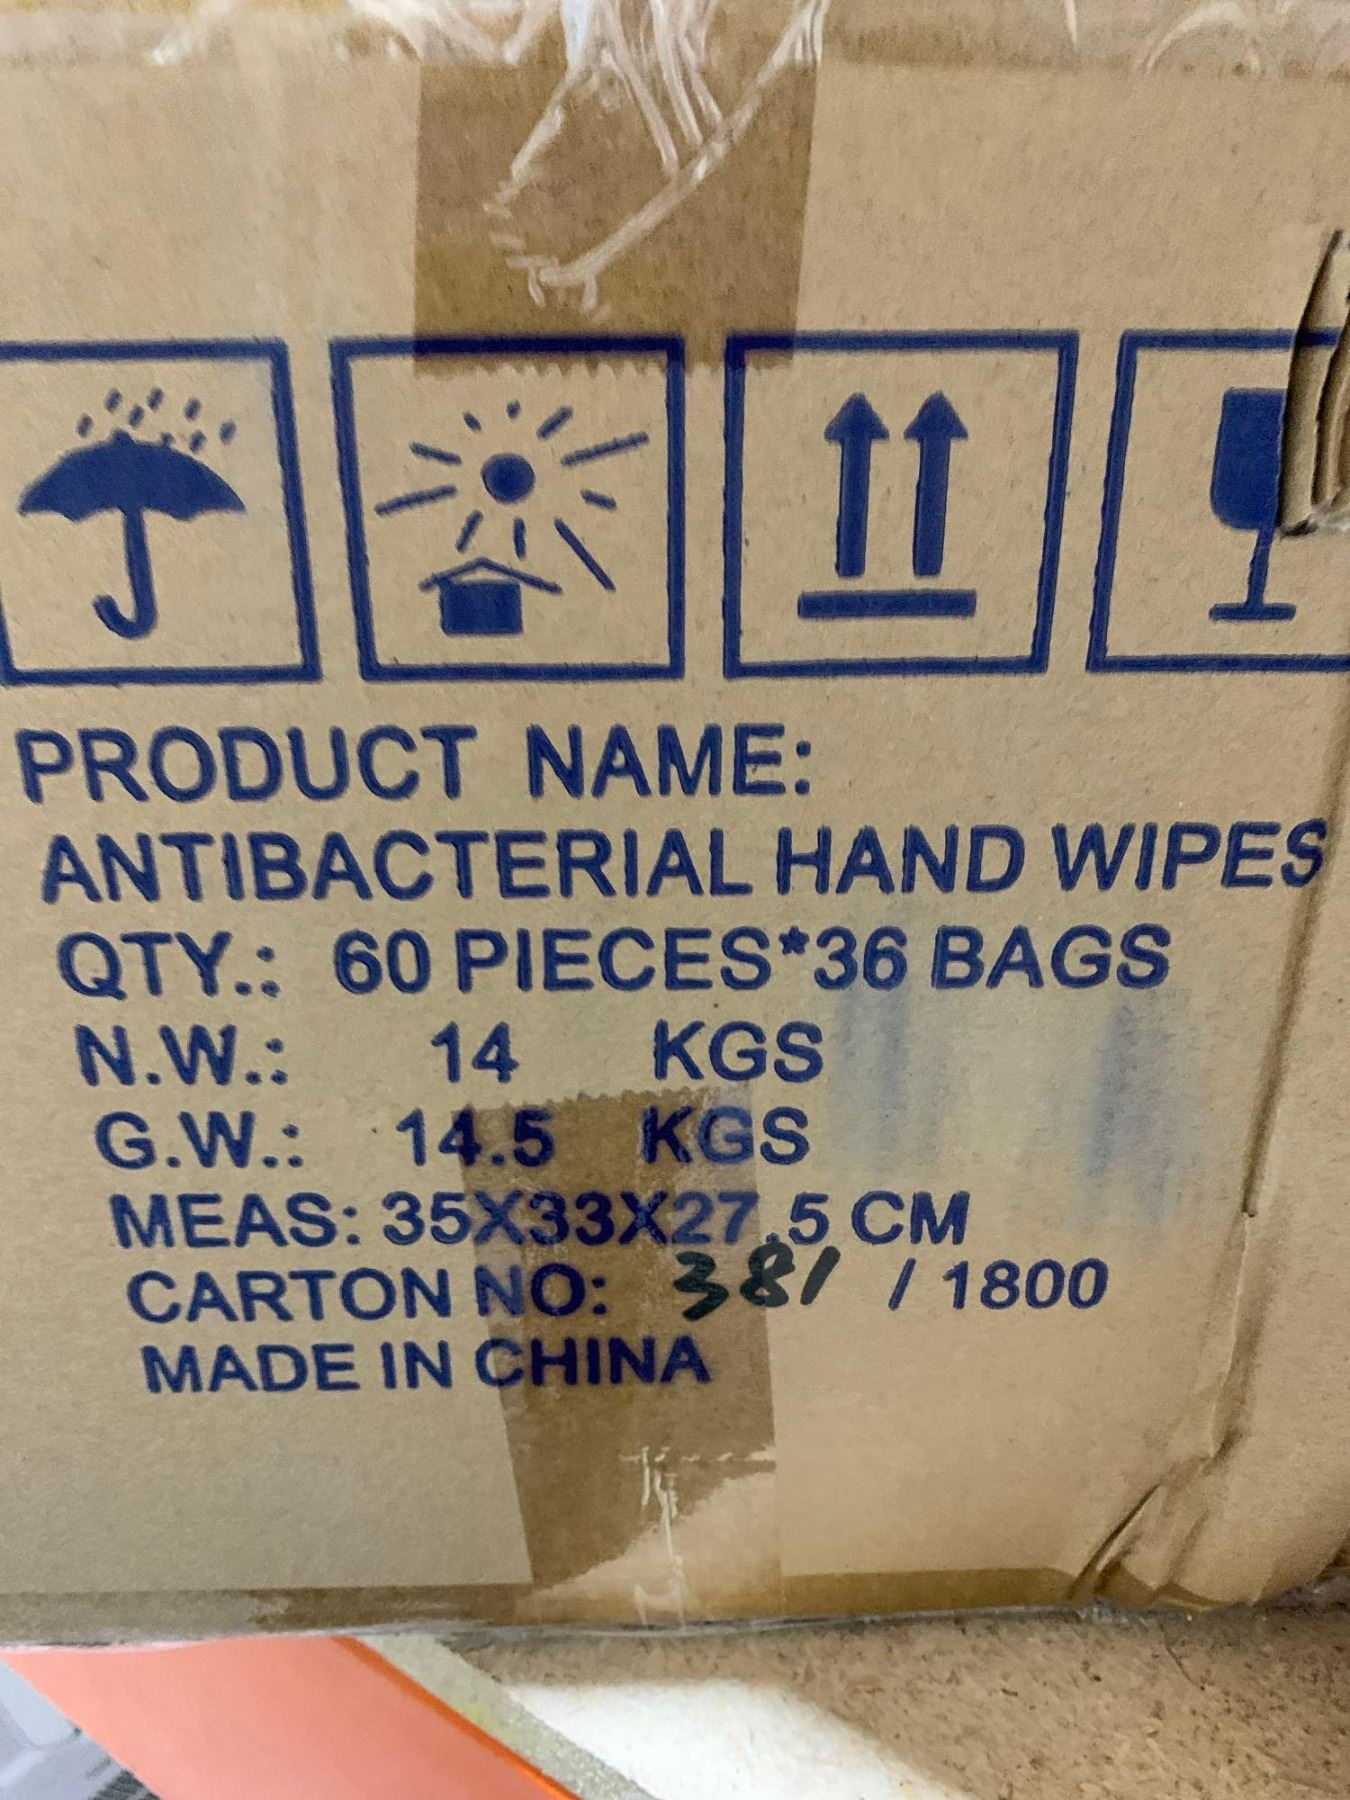 PRODUCT NAME:
ANTIBACTERIAL HAND WIPES
QTY.: 60 PIECES*36 BAGS
N.W.: 14 KGS
G.W.: 14.5 KGS
MEAS: 35X33X27.5 CM
CARTON NO: 381 / 1800
MADE IN CHINA